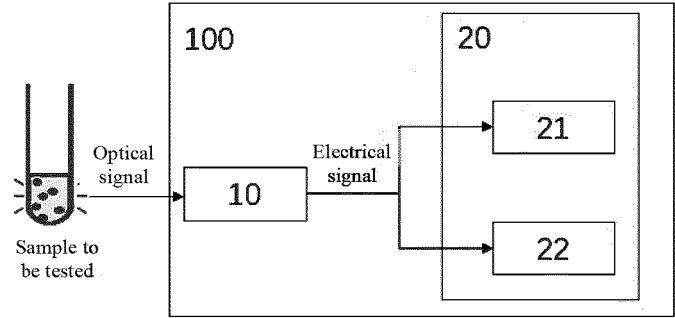 100
20
21
Optical
signal
Electrical
signal
10
22
Sample to
be tested